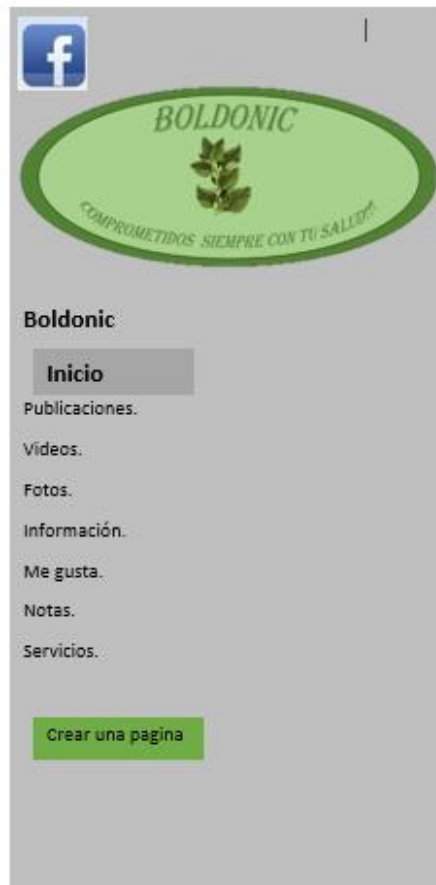 f
BOLDONIC
COMPROMETIDOS SIEMPRE CON TU SALUD!!
Boldonic
Inicio
Publicaciones.
Videos.
Fotos.
Información.
Me gusta.
Notas.
Servicios.
Crear una pagina